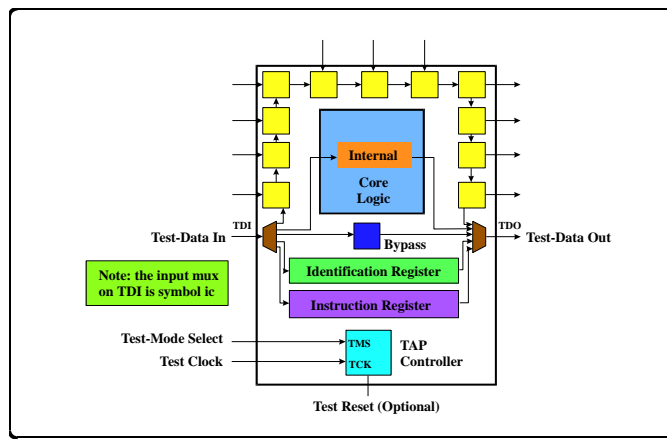 Internal
Core
Logic
TDI
TDO
Test-Data In
Test-Data Out
Bypass
Identification Register
Note: the input mux
on TDI is symbol ic
Instruction Register
Test-Mode Select
TMS
TAP
Controller
Test Clock
TCK
Test Reset (Optional)